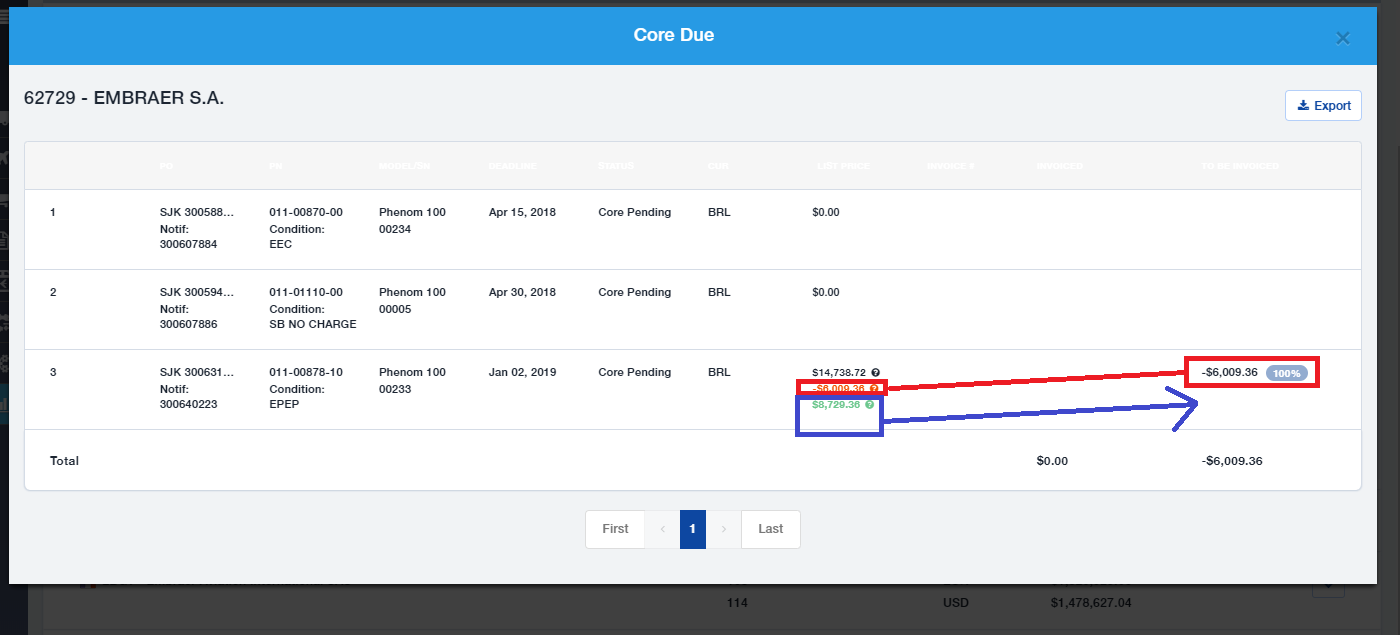 Core Due
×
62729 - EMBRAER S.A.
Export
PO PN MODEL/SN DEADLINE STATUS CUR LIST PRICE INVOICE # INVOICED TO BE INVOICED
1 SJK 300588... 011-00870-00 Phenom 100 Apr 15, 2018 Core Pending BRL $0.00
Notif: Condition: 00234
300607884 EEC
2 SJK 300594... 011-01110-00 Phenom 100 Apr 30, 2018 Core Pending BRL $0.00
Notif: Condition: 00005
300607886 SB NO CHARGE
3 SJK 300631... 011-00878-10 Phenom 100 Jan 02, 2019 Core Pending BRL $14,738.72 -$6,009.36 100%
Notif: Condition: 00233 -$6,009.36
300640223 EPEP $8,729.36
Total $0.00 -$6,009.36
First ‹ 1 › Last
114 USD $1,478,627.04